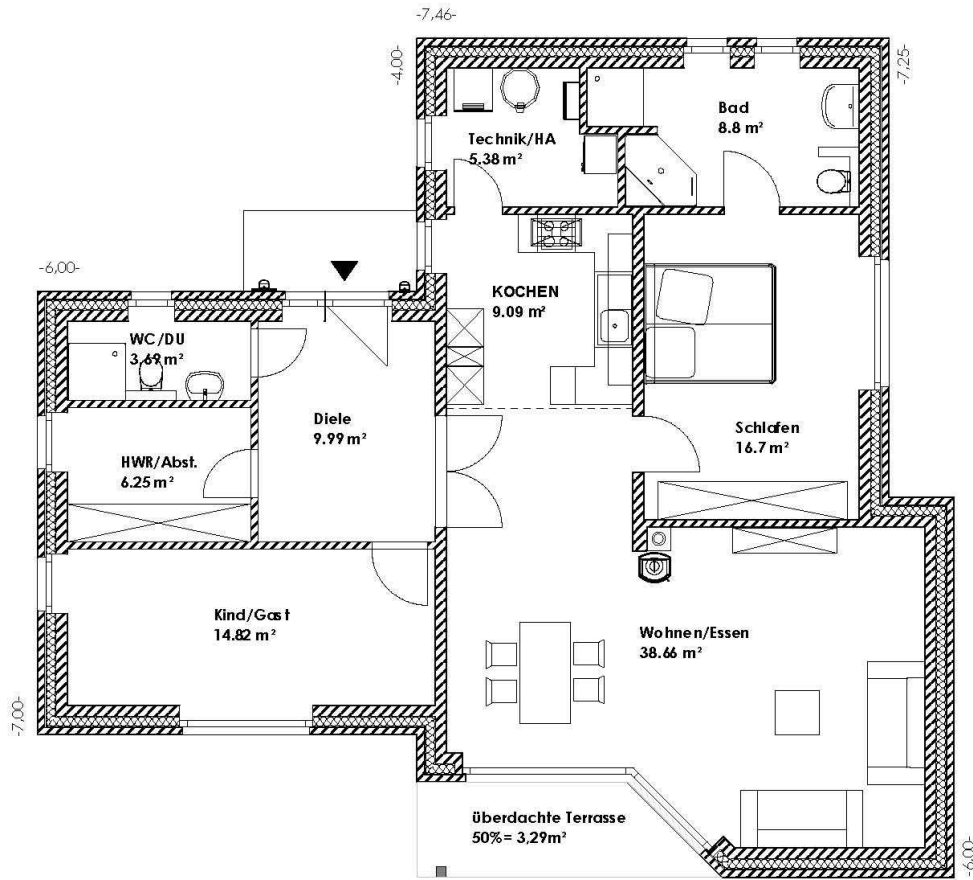 -7,46-
-4,00-
-7,25-
Bad
8.8 m²
Technik/HA
5.38 m²
-6,00-
KOCHEN
9.09 m²
WC/DU
3.69 m²
Diele
9.99 m²
Schlafen
16.7 m²
HWR/Abst.
6.25 m²
Kind/Gast
14.82 m²
Wohnen/Essen
38.66 m²
-7,00-
überdachte Terrasse
50%= 3,29m²
-6,00-